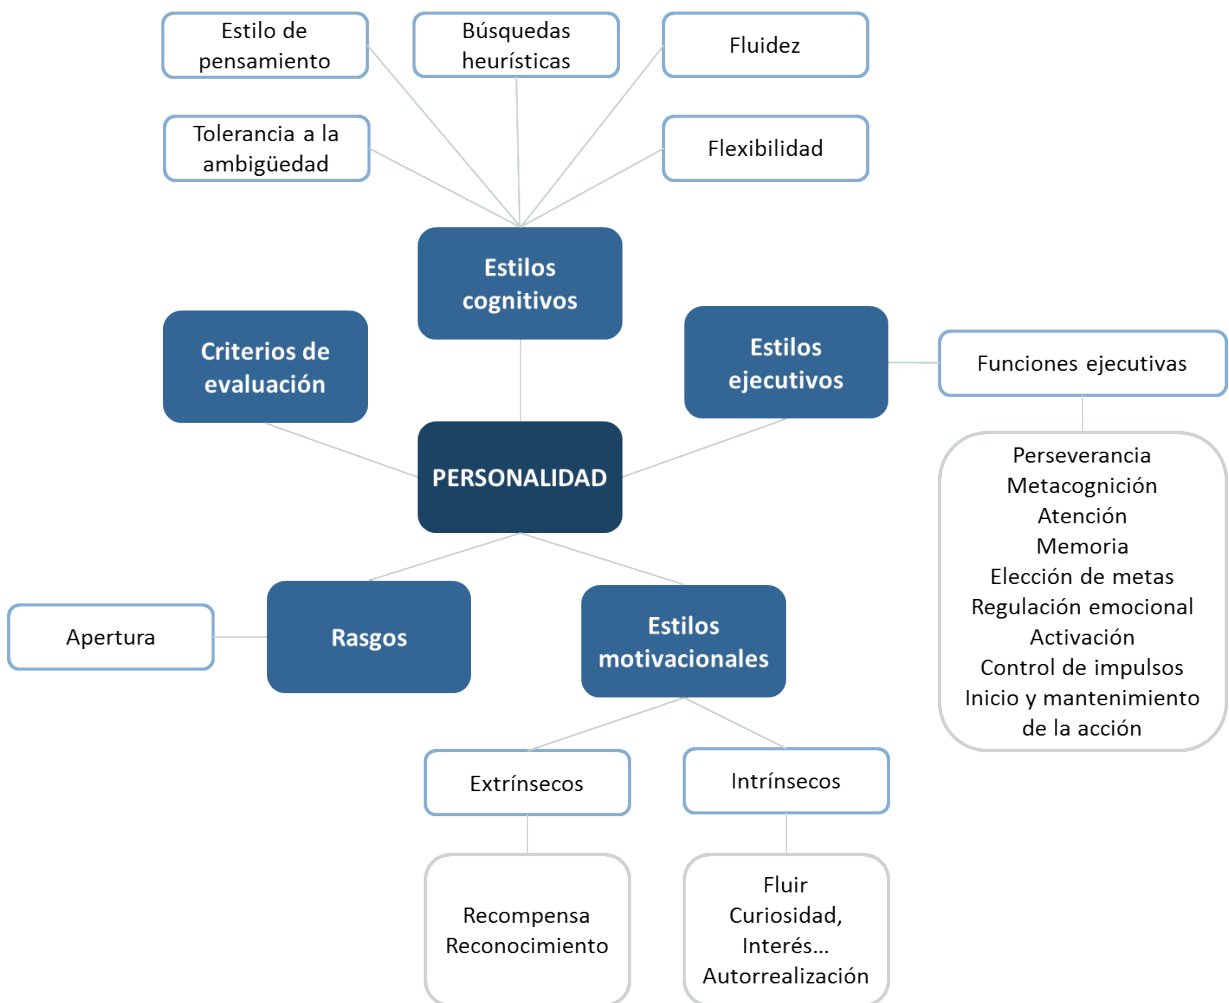 Estilo de
pensamiento
Búsquedas
heurísticas
Fluidez
Tolerancia a la
ambigüedad
Flexibilidad
Estilos
cognitivos
Criterios de
evaluación
Estilos
ejecutivos
Funciones ejecutivas
PERSONALIDAD
Perseverancia
Metacognición
Atención
Memoria
Elección de metas
Regulación emocional
Activación
Control de impulsos
Inicio y mantenimiento
de la acción
Apertura
Rasgos
Estilos
motivacionales
Extrínsecos
Intrínsecos
Recompensa
Reconocimiento
Fluir
Curiosidad,
Interés...
Autorrealización